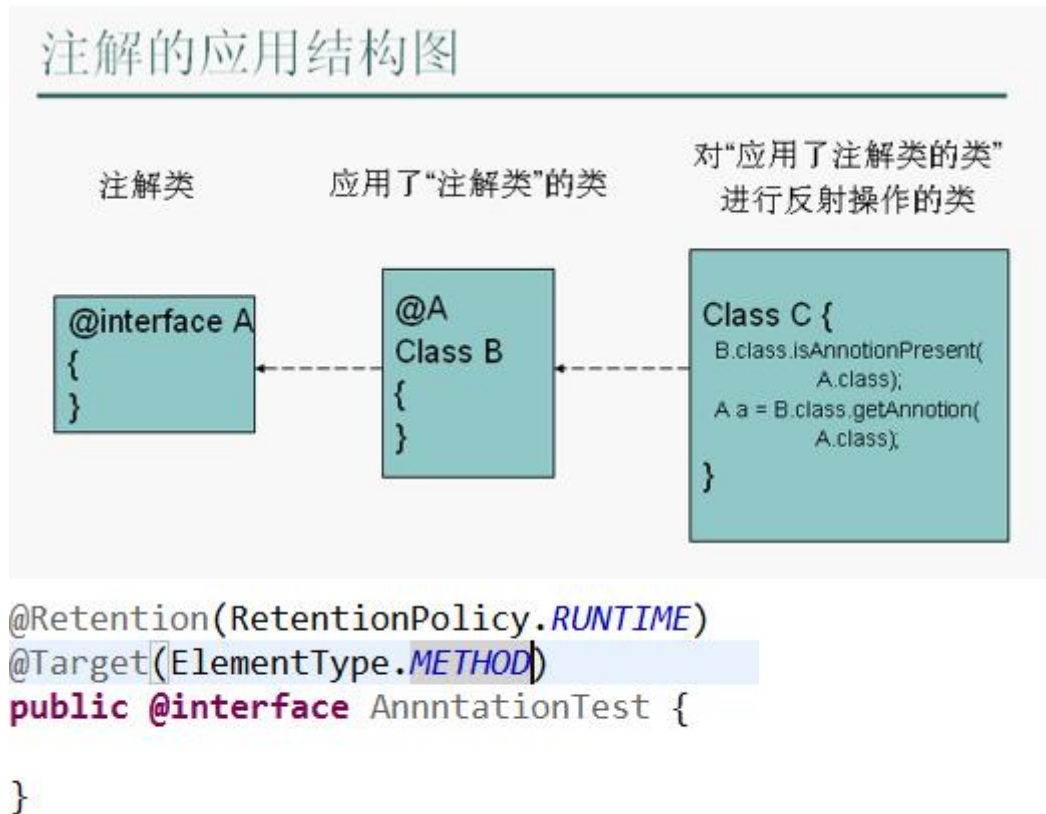 注解的应用结构图
注解类
应用了“注解类”的类
对“应用了注解类的类”
进行反射操作的类
@interface A
{
}
@A
Class B
{
}
Class C {
B.class.isAnnotionPresent(
A.class);
A a = B.class.getAnnotion(
A.class);
}
@Retention(RetentionPolicy.RUNTIME)
@Target(ElementType.METHOD)
public @interface AnnntationTest {
}